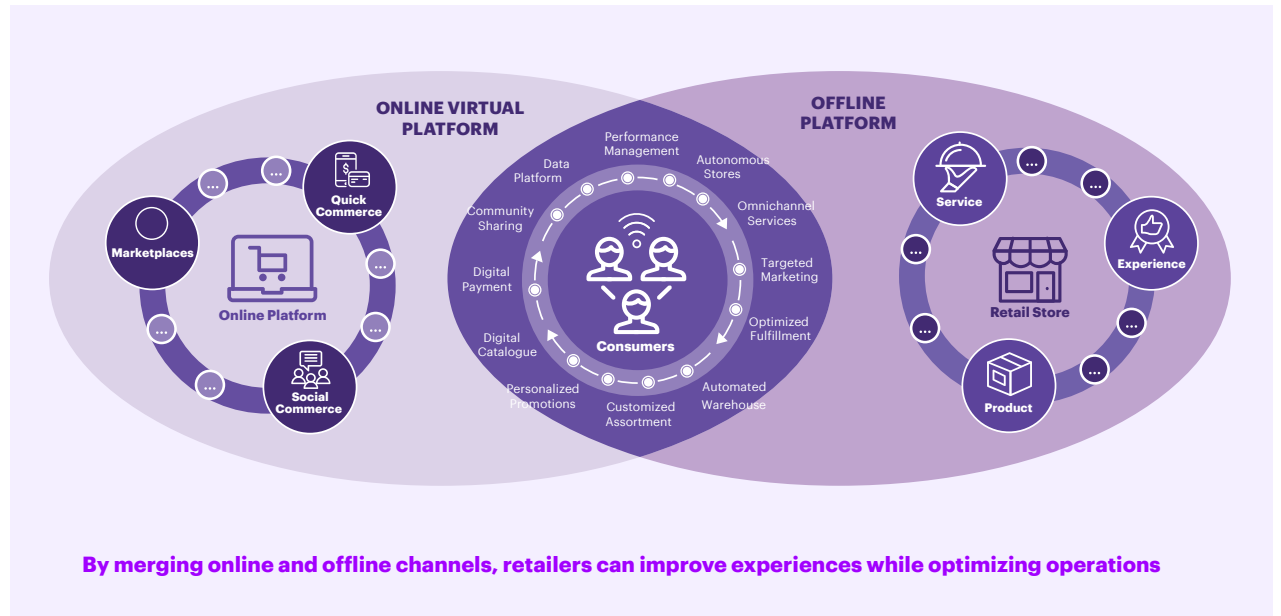 ONLINE VIRTUAL
PLATFORM
Quick
Commerce
Marketplaces
Online Platform
Social
Commerce
...
...
...
...
...
...
Performance
Management
Autonomous
Stores
Omnichannel
Services
Targeted
Marketing
Optimized
Fulfillment
Automated
Warehouse
Customized
Assortment
Personalized
Promotions
Digital
Catalogue
Digital
Payment
Community
Sharing
Data
Platform
Consumers
OFFLINE
PLATFORM
Service
Experience
Retail Store
Product
...
...
...
...
...
...
By merging online and offline channels, retailers can improve experiences while optimizing operations